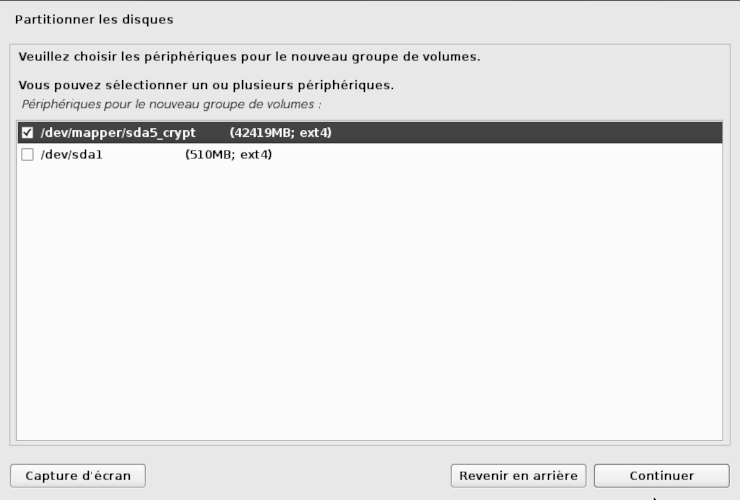 Partitionner les disques
Veuillez choisir les périphériques pour le nouveau groupe de volumes.
Vous pouvez sélectionner un ou plusieurs périphériques.
Périphériques pour le nouveau groupe de volumes :
/dev/mapper/sda5_crypt (42419MB; ext4)
/dev/sda1 (510MB; ext4)
Capture d'écran Revenir en arrière Continuer